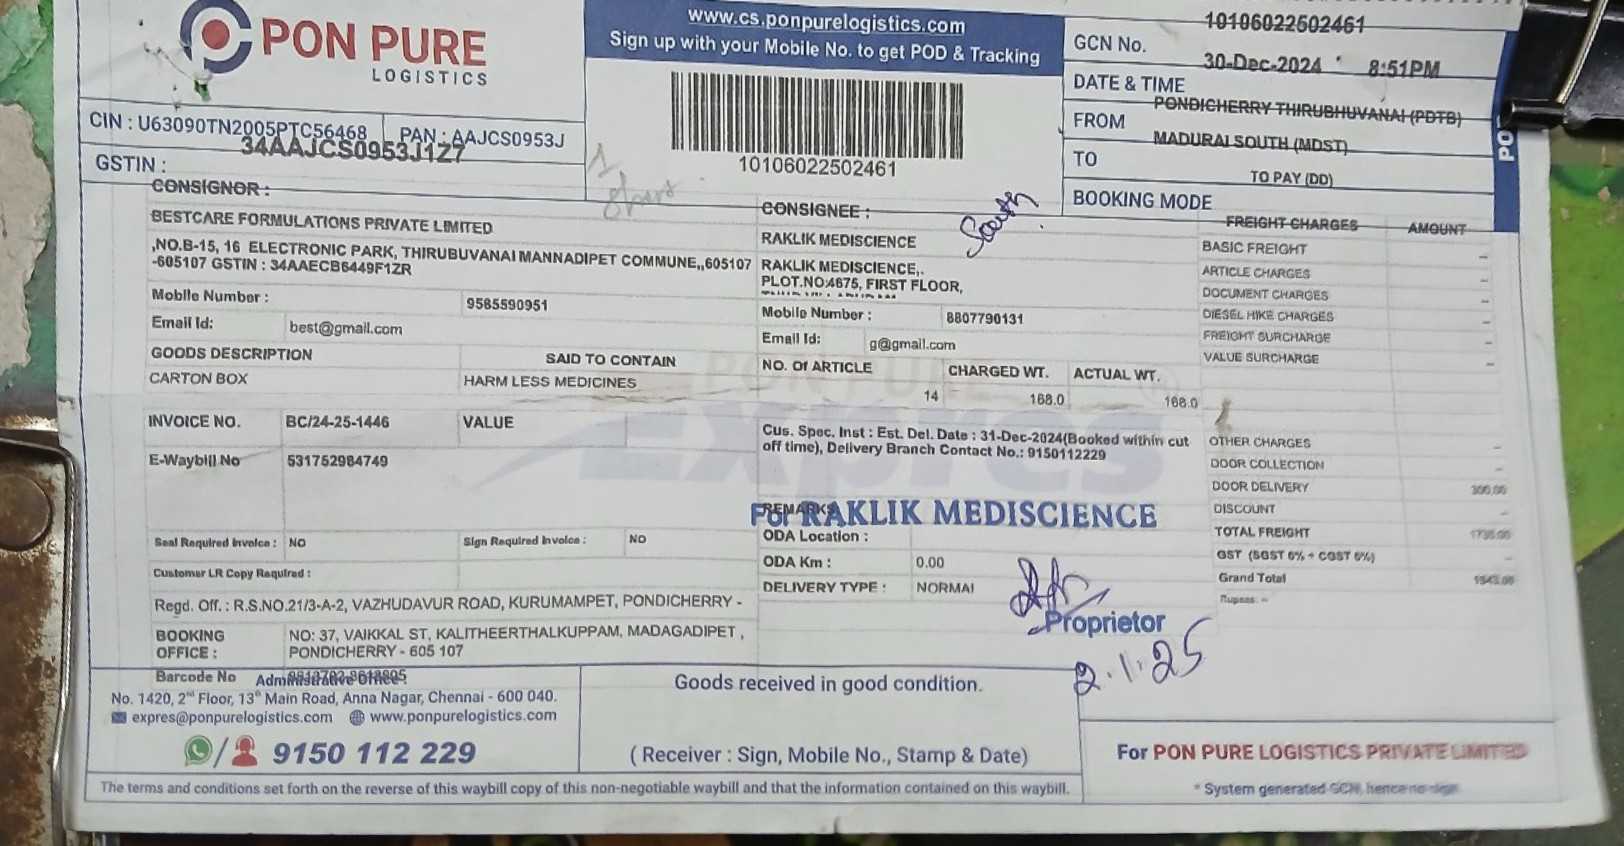 PON PURE
LOGISTICS
www.cs.ponpurelogistics.com
Sign up with your Mobile No. to get POD & Tracking
10106022502461
GCN No. 10106022502461
DATE & TIME 30-Dec-2024 8:51PM
FROM PONDICHERRY THIRUBHUVANAI (PDTB)
TO MADURAI SOUTH (MDST)
BOOKING MODE TO PAY (DD)
CIN : U63090TN2005PTC56468 PAN : AAJCS0953J
GSTIN : 34AAJCS0953J1Z7
CONSIGNOR :
BESTCARE FORMULATIONS PRIVATE LIMITED
,NO.B-15, 16 ELECTRONIC PARK, THIRUBUVANAI MANNADIPET COMMUNE,,605107
-605107 GSTIN : 34AAECB6449F1ZR
Mobile Number : 9585590951
Email Id: best@gmail.com
CONSIGNEE :
South
RAKLIK MEDISCIENCE
RAKLIK MEDISCIENCE,.
PLOT.NO:4675, FIRST FLOOR,
Mobile Number : 8807790131
Email Id: g@gmail.com
GOODS DESCRIPTION SAID TO CONTAIN
CARTON BOX HARM LESS MEDICINES
NO. Of ARTICLE CHARGED WT. ACTUAL WT.
14 168.0 168.0
INVOICE NO. BC/24-25-1446 VALUE
E-Waybill No 531752984749
Cus. Spec. Inst : Est. Del. Date : 31-Dec-2024(Booked within cut
off time), Delivery Branch Contact No.: 9150112229
REMARKS
For RAKLIK MEDISCIENCE
Seal Required Invoice : NO Sign Required Invoice : NO
Customer LR Copy Required :
ODA Location :
ODA Km : 0.00
DELIVERY TYPE : NORMAl
Proprietor
2.1.25
Regd. Off. : R.S.NO.21/3-A-2, VAZHUDAVUR ROAD, KURUMAMPET, PONDICHERRY -
BOOKING OFFICE : NO: 37, VAIKKAL ST, KALITHEERTHALKUPPAM, MADAGADIPET ,
PONDICHERRY - 605 107
FREIGHT CHARGES AMOUNT
BASIC FREIGHT –
ARTICLE CHARGES –
DOCUMENT CHARGES –
DIESEL HIKE CHARGES –
FREIGHT SURCHARGE –
VALUE SURCHARGE –
OTHER CHARGES –
DOOR COLLECTION –
DOOR DELIVERY 300.00
DISCOUNT –
TOTAL FREIGHT
GST (SGST 6% + CGST 6%) –
Grand Total
Rupees: –
PON PURE
Expres
Barcode No
Administrative Office :
No. 1420, 2nd Floor, 13th Main Road, Anna Nagar, Chennai - 600 040.
expres@ponpurelogistics.com www.ponpurelogistics.com
9150 112 229
Goods received in good condition.
( Receiver : Sign, Mobile No., Stamp & Date)
For PON PURE LOGISTICS PRIVATE LIMITED
* System generated GCN, hence no sign
The terms and conditions set forth on the reverse of this waybill copy of this non-negotiable waybill and that the information contained on this waybill.
PO